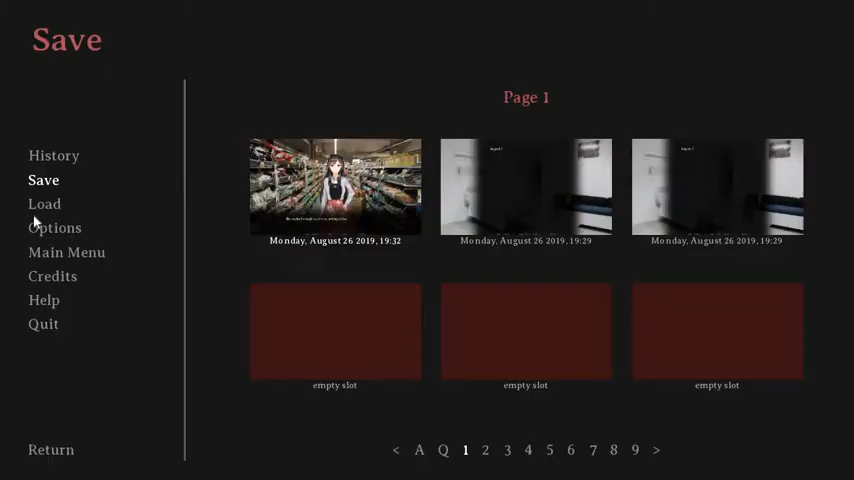 Save
Page 1
History
Save
Load
Options
Main Menu
Credits
Help
Quit
Monday, August 26 2019, 19:32
Monday, August 26 2019, 19:29
Monday, August 26 2019, 19:29
empty slot
empty slot
empty slot
Return
< A Q 1 2 3 4 5 6 7 8 9 >